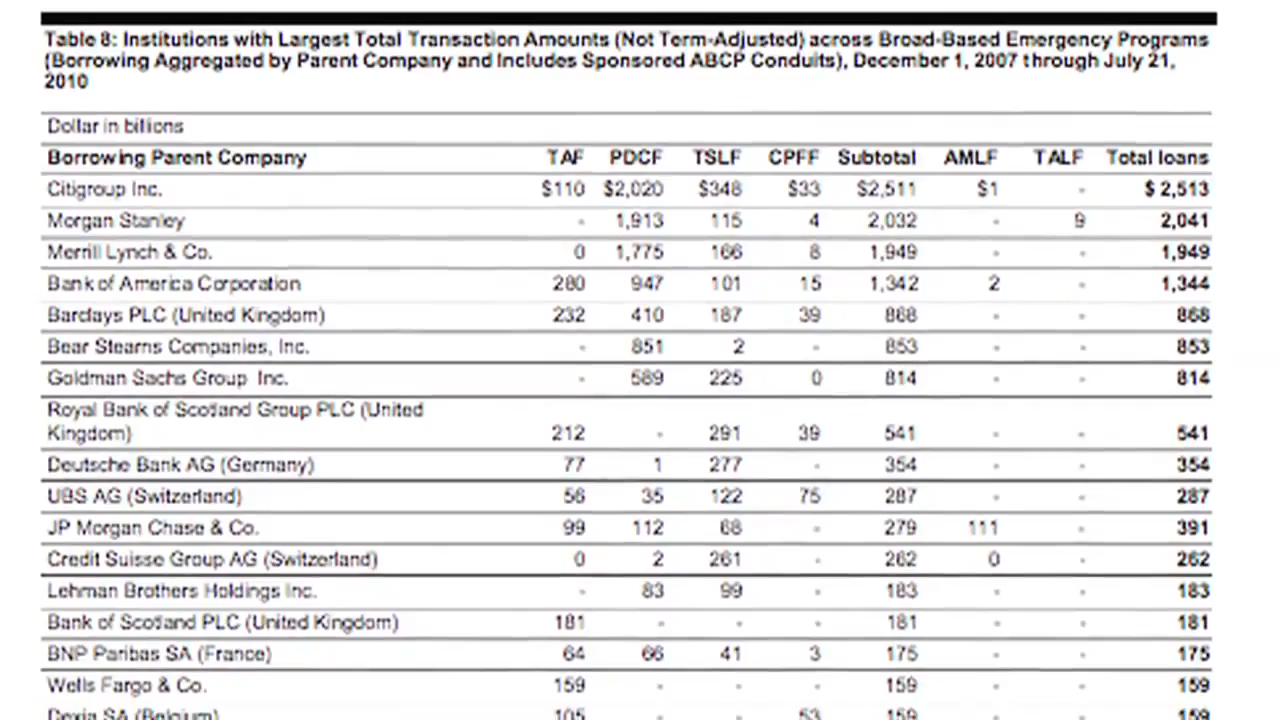 Table 8: Institutions with Largest Total Transaction Amounts (Not Term-Adjusted) across Broad-Based Emergency Programs
(Borrowing Aggregated by Parent Company and Includes Sponsored ABCP Conduits), December 1, 2007 through July 21,
2010
Dollar in billions
Borrowing Parent Company TAF PDCF TSLF CPFF Subtotal AMLF TALF Total loans
Citigroup Inc. $110 $2,020 $348 $33 $2,511 $1 - $ 2,513
Morgan Stanley - 1,913 115 4 2,032 - 9 2,041
Merrill Lynch & Co. 0 1,775 166 8 1,949 - - 1,949
Bank of America Corporation 280 947 101 15 1,342 2 - 1,344
Barclays PLC (United Kingdom) 232 410 187 39 868 - - 868
Bear Stearns Companies, Inc. - 851 2 - 853 - - 853
Goldman Sachs Group Inc. - 589 225 0 814 - - 814
Royal Bank of Scotland Group PLC (United
Kingdom) 212 - 291 39 541 - - 541
Deutsche Bank AG (Germany) 77 1 277 - 354 - - 354
UBS AG (Switzerland) 56 35 122 75 287 - - 287
JP Morgan Chase & Co. 99 112 68 - 279 111 - 391
Credit Suisse Group AG (Switzerland) 0 2 261 - 262 0 - 262
Lehman Brothers Holdings Inc. - 83 99 - 183 - - 183
Bank of Scotland PLC (United Kingdom) 181 - - - 181 - - 181
BNP Paribas SA (France) 64 66 41 3 175 - - 175
Wells Fargo & Co. 159 - - - 159 - - 159
Dexia SA (Belgium) 105 - - 53 159 - - 159